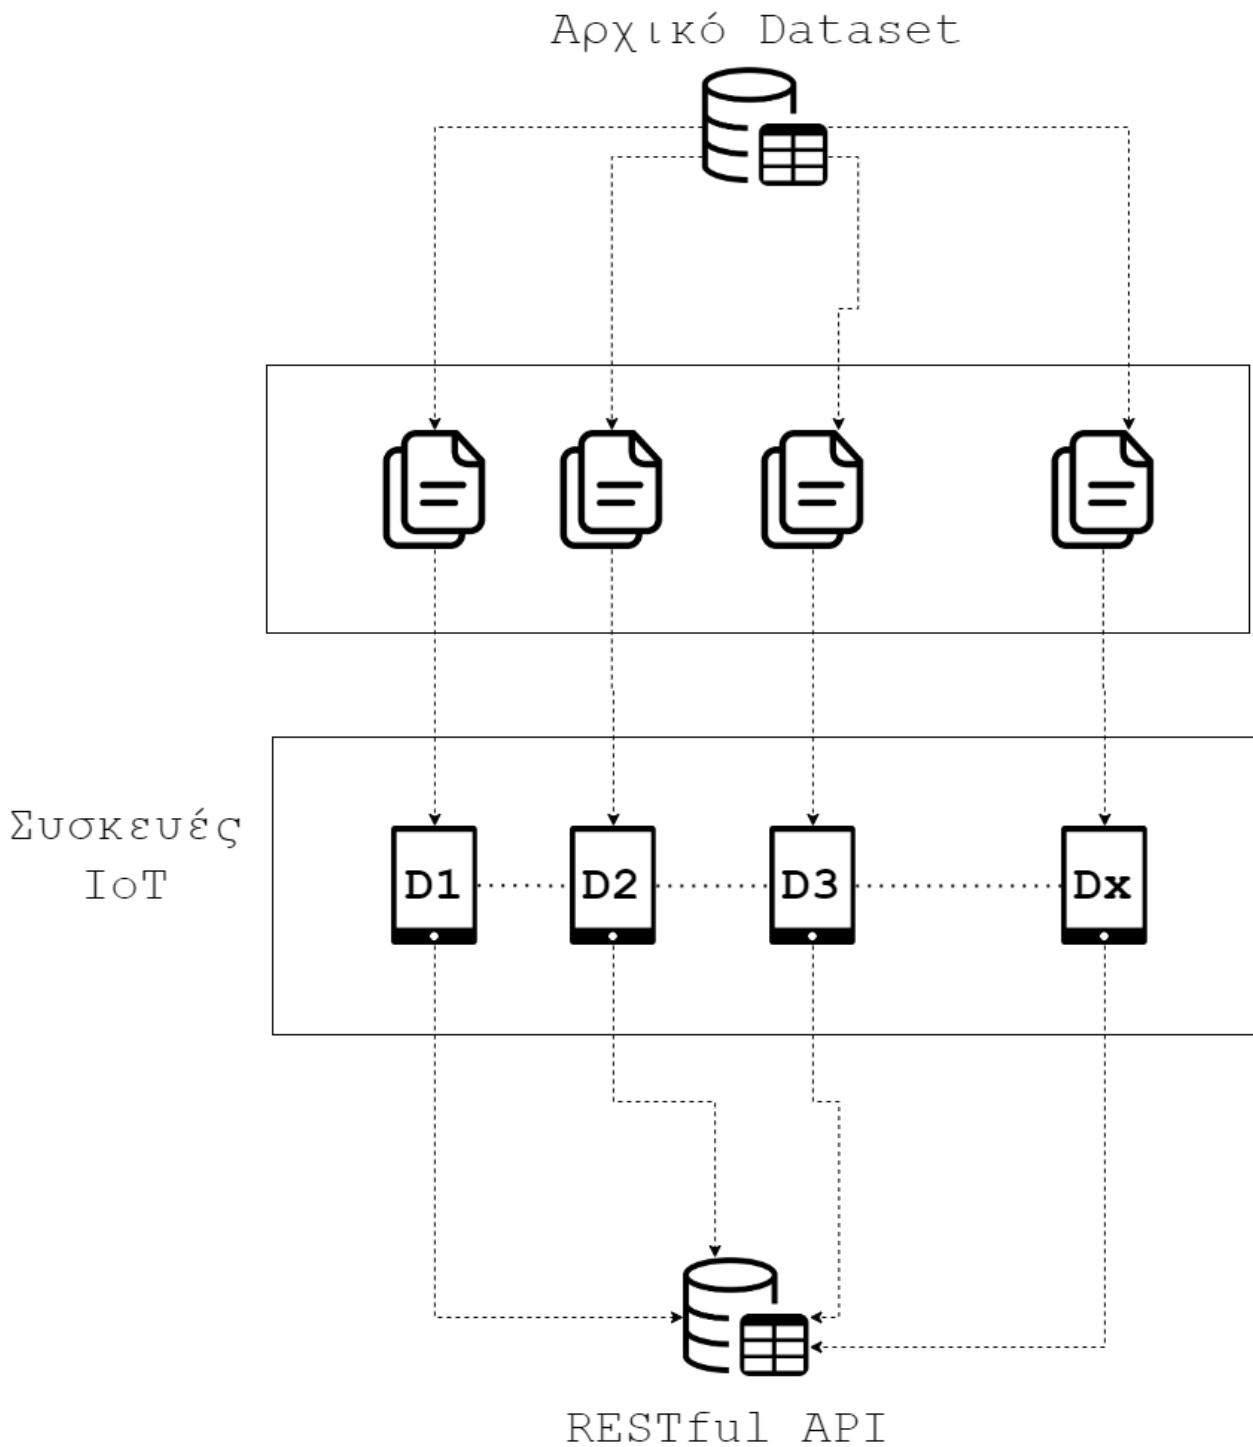 Αρχικό Dataset
Συσκευές
IoT
D1
D2
D3
Dx
RESTful API